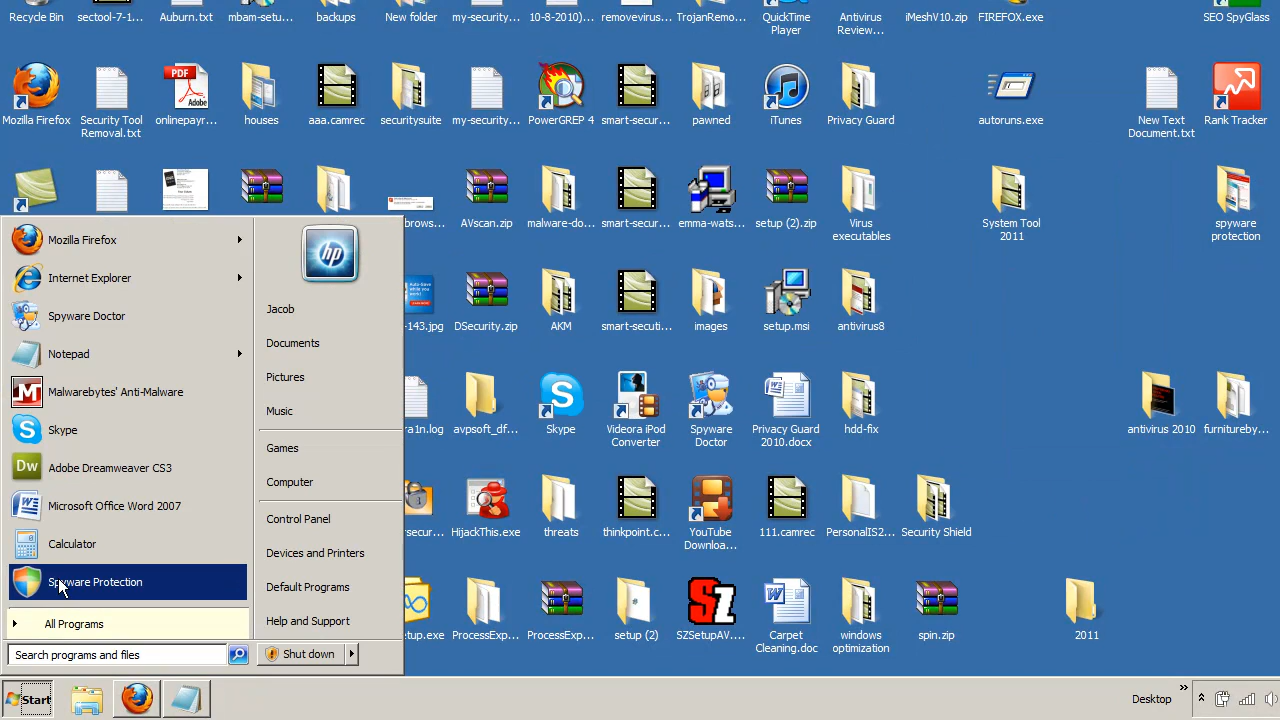 Recycle Bin
sectool-7-1...
Auburn.txt
mbam-setu...
backups
New folder
my-security...
10-8-2010)...
removevirus...
TrojanRemo...
QuickTime
Player
Antivirus
Review...
iMeshV10.zip
FIREFOX.exe
SEO SpyGlass
Mozilla Firefox
Security Tool
Removal.txt
PDF
Adobe
onlinepayr...
houses
aaa.camrec
securitysuite
my-security...
PowerGREP 4
smart-secur...
pawned
iTunes
Privacy Guard
autoruns.exe
New Text
Document.txt
Rank Tracker
brows...
AVscan.zip
malware-do...
smart-secur...
emma-wats...
setup (2).zip
Virus
executables
System Tool
2011
spyware
protection
-143.jpg
DSecurity.zip
AKM
smart-secuti...
images
setup.msi
antivirus8
ra1n.log
avpsoft_df...
Skype
Videora iPod
Converter
Spyware
Doctor
Privacy Guard
2010.docx
hdd-fix
antivirus 2010
furnitureby...
rsecur...
HijackThis.exe
threats
thinkpoint.c...
YouTube
Downloa...
111.camrec
PersonalIS2...
Security Shield
etup.exe
ProcessExp...
ProcessExp...
setup (2)
SZ
SZSetupAV....
Carpet
Cleaning.doc
windows
optimization
spin.zip
2011
Mozilla Firefox
Internet Explorer
Spyware Doctor
Notepad
Malwarebytes' Anti-Malware
Skype
Dw
Adobe Dreamweaver CS3
Microsoft Office Word 2007
Calculator
Spyware Protection
All Programs
Search programs and files
hp
Jacob
Documents
Pictures
Music
Games
Computer
Control Panel
Devices and Printers
Default Programs
Help and Support
Shut down
Start
Desktop